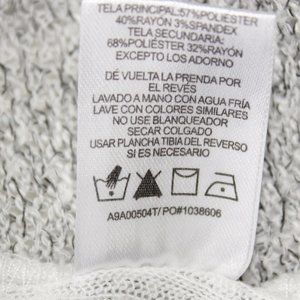 TELA PRINCIPAL:57%POLIÉSTER
40%RAYÓN 3%SPANDEX
TELA SECUNDARIA:
68%POLIÉSTER 32%RAYÓN
EXCEPTO LOS ADORNO
DÉ VUELTA LA PRENDA POR
EL REVÉS
LAVADO A MANO CON AGUA FRÍA
LAVE CON COLORES SIMILARES
NO USE BLANQUEADOR
SECAR COLGADO
USAR PLANCHA TIBIA DEL REVERSO
SI ES NECESARIO
A9A00504T/ PO#1038606